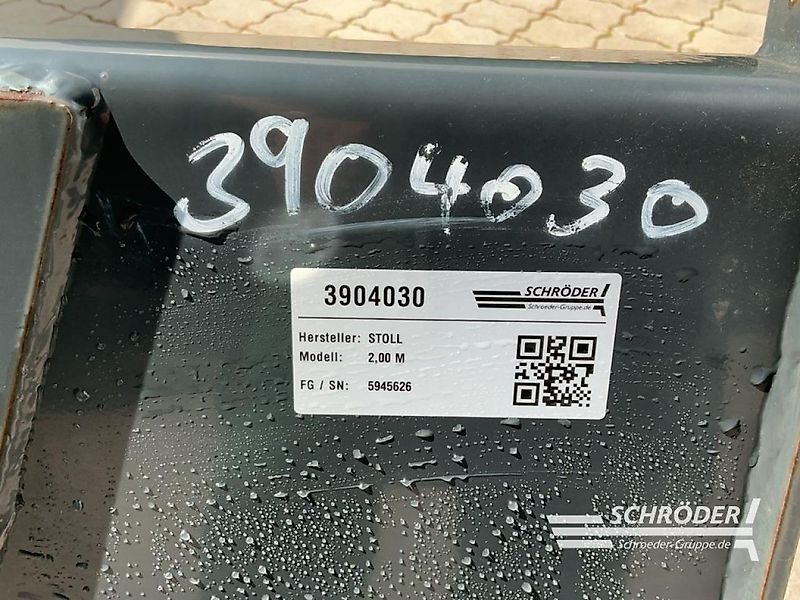 3904030
3904030
SCHRÖDER
Schroeder-Gruppe.de
Hersteller: STOLL
Modell: 2,00 M
FG / SN: 5945626
SCHRÖDER
Schroeder-Gruppe.de